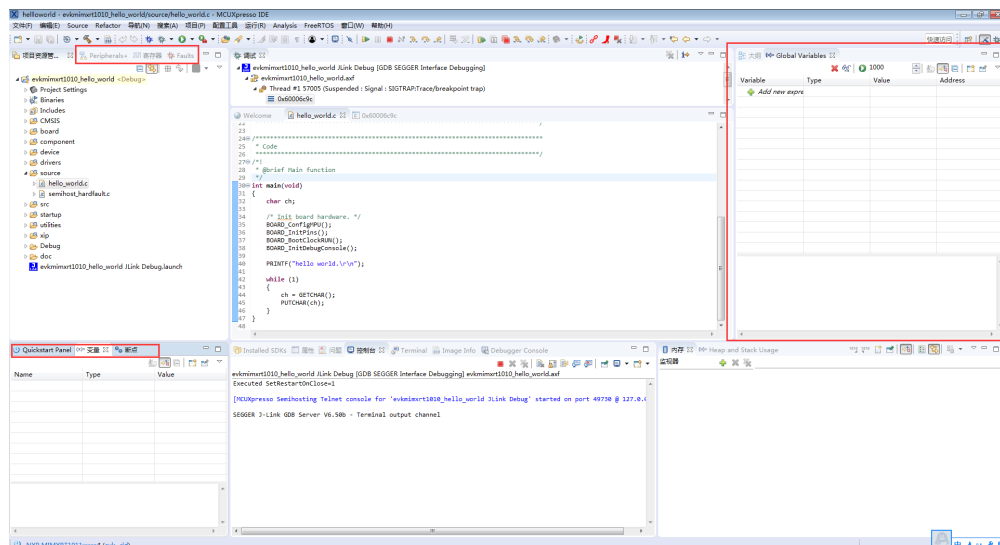 hellloworld - evkmimxrt1010_hello_world/source/hello_world.c - MCUXpresso IDE
文件(F) 编辑(E) Source Refactor 导航(N) 搜索(A) 项目(P) 配置工具 运行(R) Analysis FreeRTOS 窗口(W) 帮助(H)
快速访问
项目资源管... Peripherals+ 寄存器 Faults
调试
大纲 Global Variables
evkmimxrt1010_hello_world <Debug>
Project Settings
Binaries
Includes
CMSIS
board
component
device
drivers
source
hello_world.c
semihost_hardfault.c
src
startup
utilities
xip
Debug
doc
evkmimxrt1010_hello_world JLink Debug.launch
evkmimxrt1010_hello_world JLink Debug [GDB SEGGER Interface Debugging]
evkmimxrt1010_hello_world.axf
Thread #1 57005 (Suspended : Signal : SIGTRAP:Trace/breakpoint trap)
0x60006c9c
Welcome hello_world.c 0x60006c9c
22 */
23
24 /*******************************************************************************
25 * Code
26 ******************************************************************************/
27 /*!
28 * @brief Main function
29 */
30 int main(void)
31 {
32 char ch;
33
34 /* Init board hardware. */
35 BOARD_ConfigMPU();
36 BOARD_InitPins();
37 BOARD_BootClockRUN();
38 BOARD_InitDebugConsole();
39
40 PRINTF("hello world.\r\n");
41
42 while (1)
43 {
44 ch = GETCHAR();
45 PUTCHAR(ch);
46 }
47 }
48
1000
Variable Type Value Address
Add new expre
Quickstart Panel 变量 断点
Name Type Value
Installed SDKs 属性 问题 控制台 Terminal Image Info Debugger Console
evkmimxrt1010_hello_world JLink Debug [GDB SEGGER Interface Debugging] evkmimxrt1010_hello_world.axf
Executed SetRestartOnClose=1
[MCUXpresso Semihosting Telnet console for 'evkmimxrt1010_hello_world JLink Debug' started on port 49730 @ 127.0.0
SEGGER J-Link GDB Server V6.50b - Terminal output channel
内存 Heap and Stack Usage
监视器